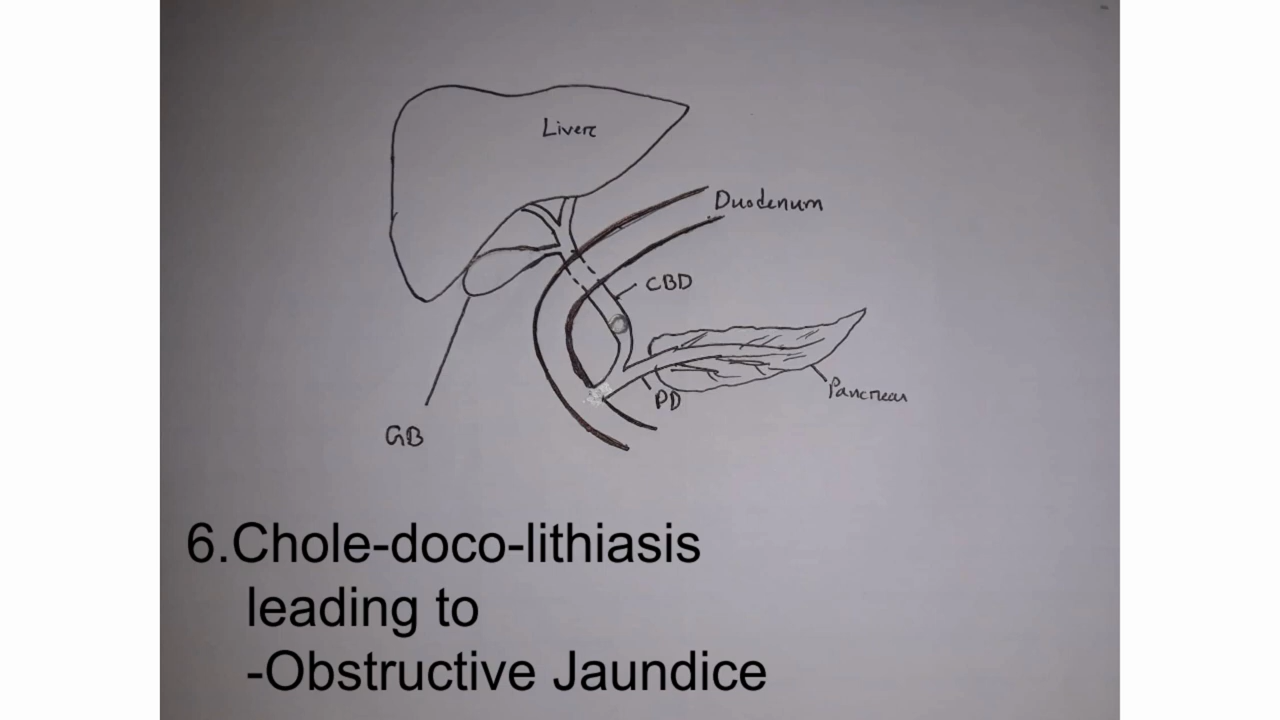 Liver
Duodenum
CBD
Pancreas
PD
GB
6.Chole-doco-lithiasis
leading to
-Obstructive Jaundice